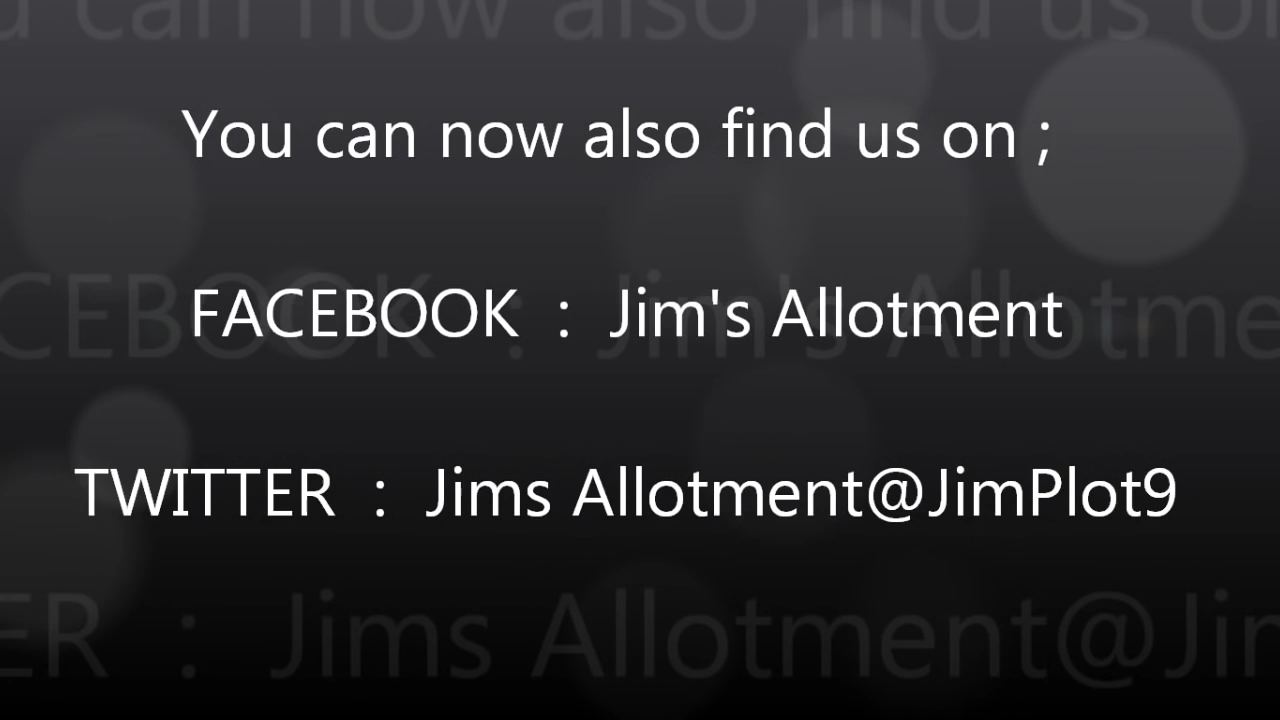 You can now also find us on ;
FACEBOOK : Jim's Allotment
TWITTER : Jims Allotment@JimPlot9